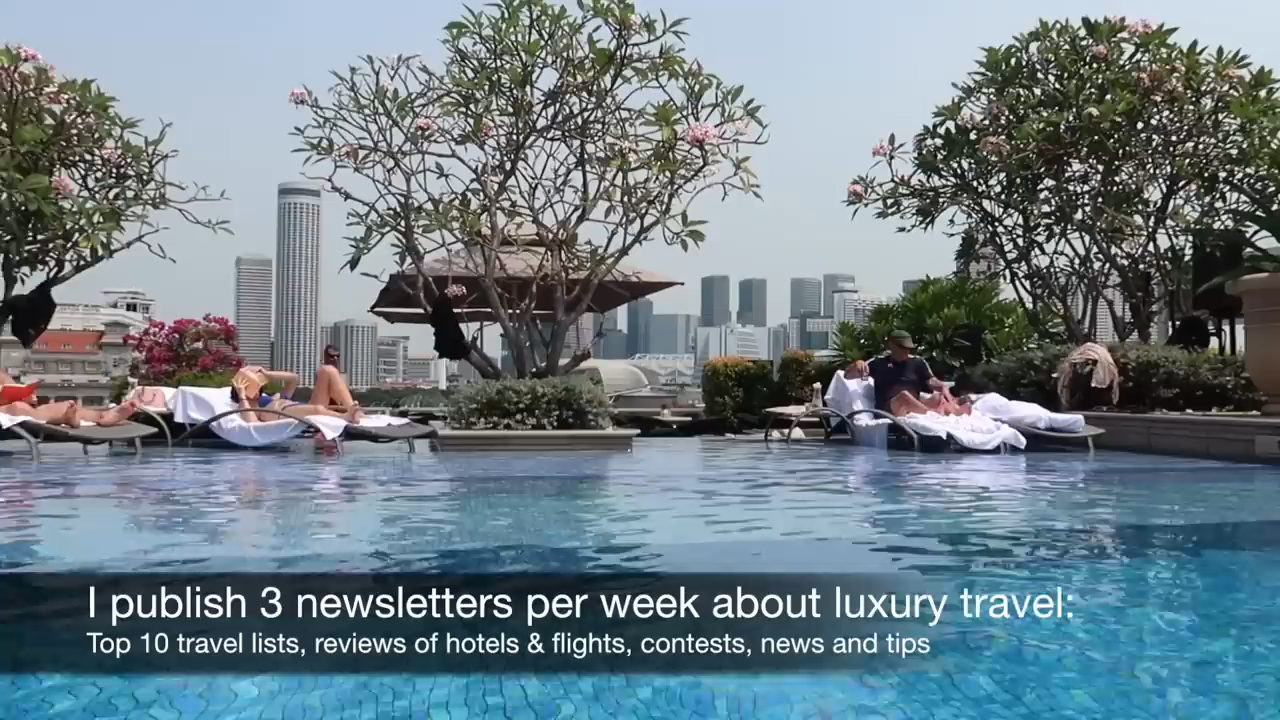 I publish 3 newsletters per week about luxury travel:
Top 10 travel lists, reviews of hotels & flights, contests, news and tips